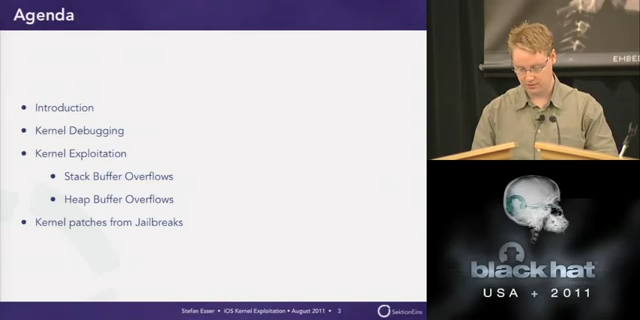 Agenda
• Introduction
• Kernel Debugging
• Kernel Exploitation
• Stack Buffer Overflows
• Heap Buffer Overflows
• Kernel patches from Jailbreaks
Stefan Esser • iOS Kernel Exploitation • August 2011 • 3
SektionEins
EMBE
black hat
USA + 2011